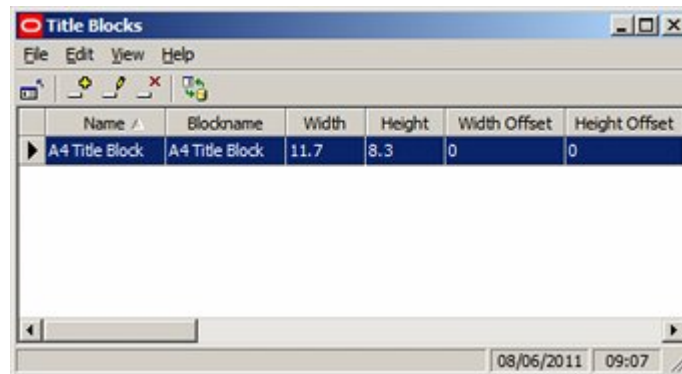 Title Blocks
File Edit View Help
Name Blockname Width Height Width Offset Height Offset
A4 Title Block A4 Title Block 11.7 8.3 0 0
08/06/2011 09:07